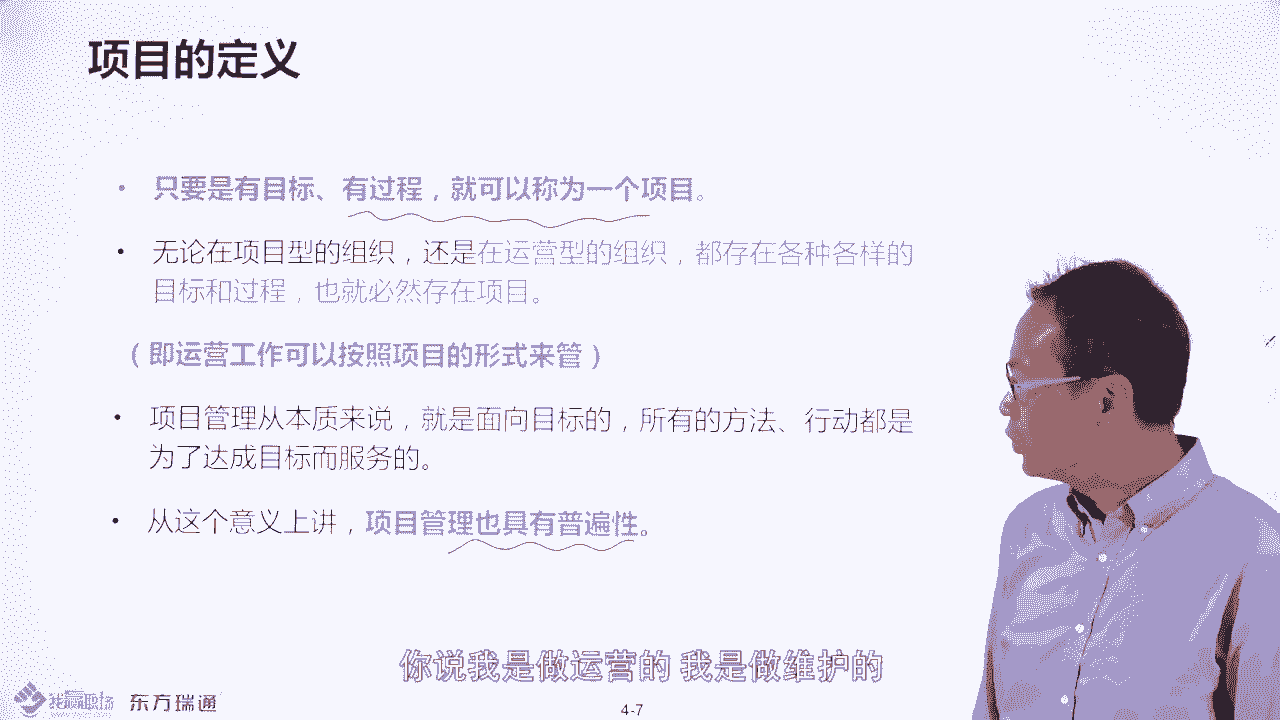 项目的定义
• 只要是有目标、有过程，就可以称为一个项目。
• 无论在项目型的组织，还是在运营型的组织，都存在各种各样的
目标和过程，也就必然存在项目。
（即运营工作可以按照项目的形式来管）
• 项目管理从本质来说，就是面向目标的，所有的方法、行动都是
为了达成目标而服务的。
• 从这个意义上讲，项目管理也具有普遍性。
你说我是做运营的 我是做维护的
东方瑞通
4-7